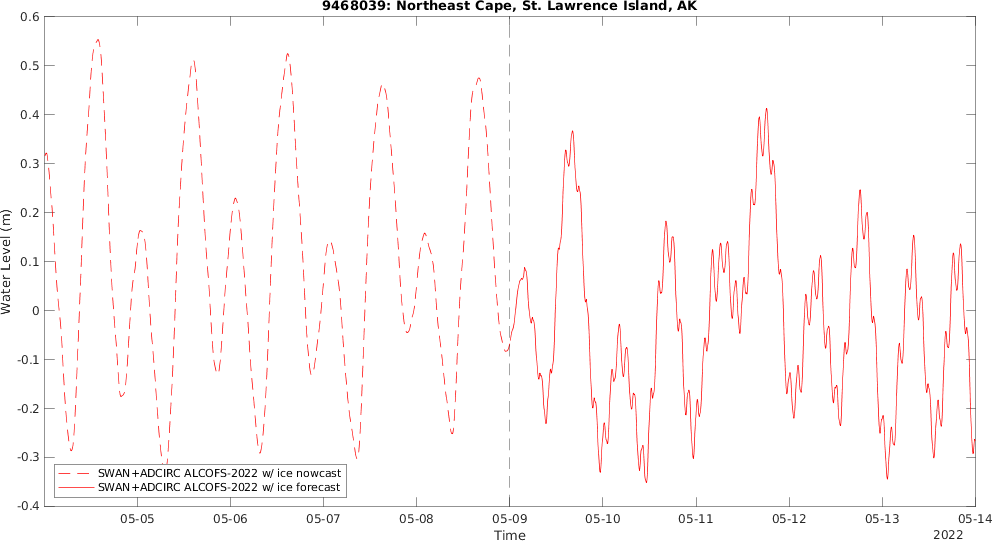 9468039: Northeast Cape, St. Lawrence Island, AK
Water Level (m)
0.6
0.5
0.4
0.3
0.2
0.1
0
-0.1
-0.2
-0.3
-0.4
SWAN+ADCIRC ALCOFS-2022 w/ ice nowcast
SWAN+ADCIRC ALCOFS-2022 w/ ice forecast
05-05 05-06 05-07 05-08 05-09 05-10 05-11 05-12 05-13 05-14
Time
2022